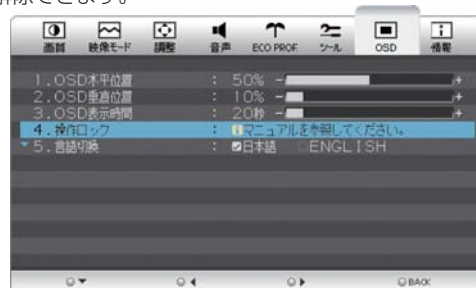 解除できます。
画質 映像モード 調整 音声 ECO PROF. ツール OSD 情報
1.OSD水平位置 : 50% - +
2.OSD垂直位置 : 10% - +
3.OSD表示時間 : 20秒 - +
4.操作ロック : iマニュアルを参照してください。
5.言語切換 : ☑日本語 □ENGLISH
BACK